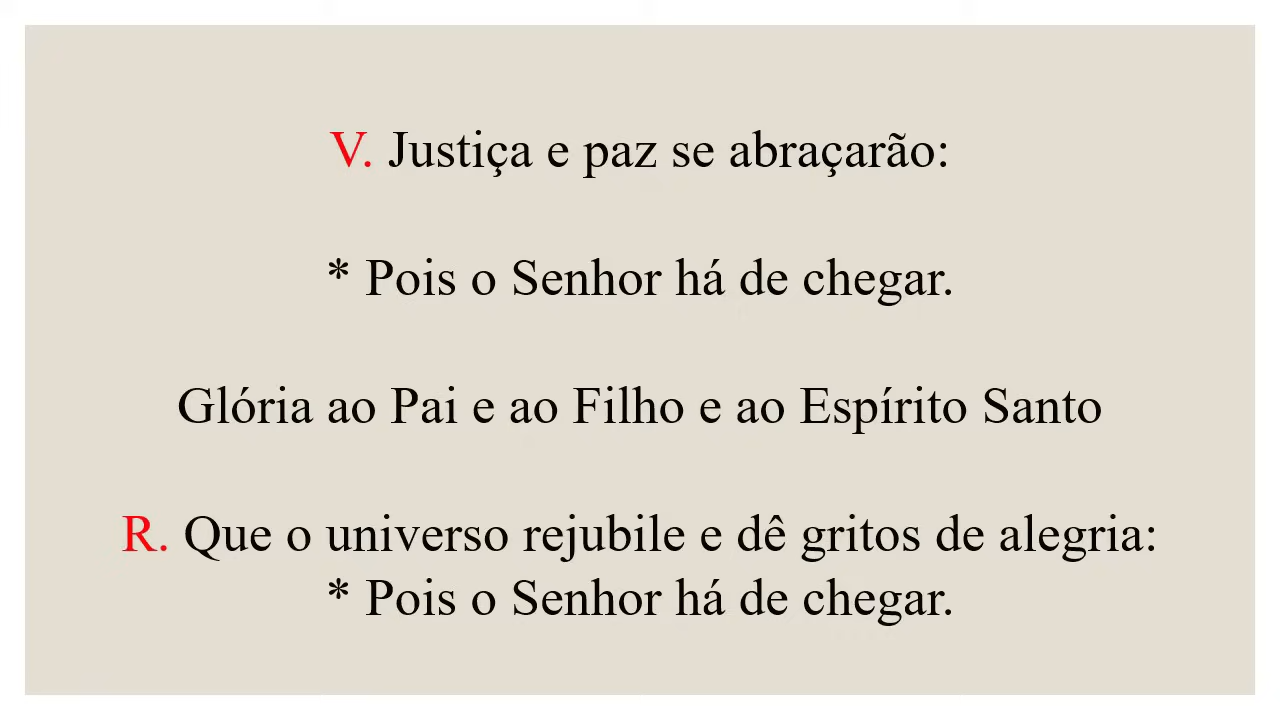 V. Justiça e paz se abraçarão:
* Pois o Senhor há de chegar.
Glória ao Pai e ao Filho e ao Espírito Santo
R. Que o universo rejubile e dê gritos de alegria:
* Pois o Senhor há de chegar.